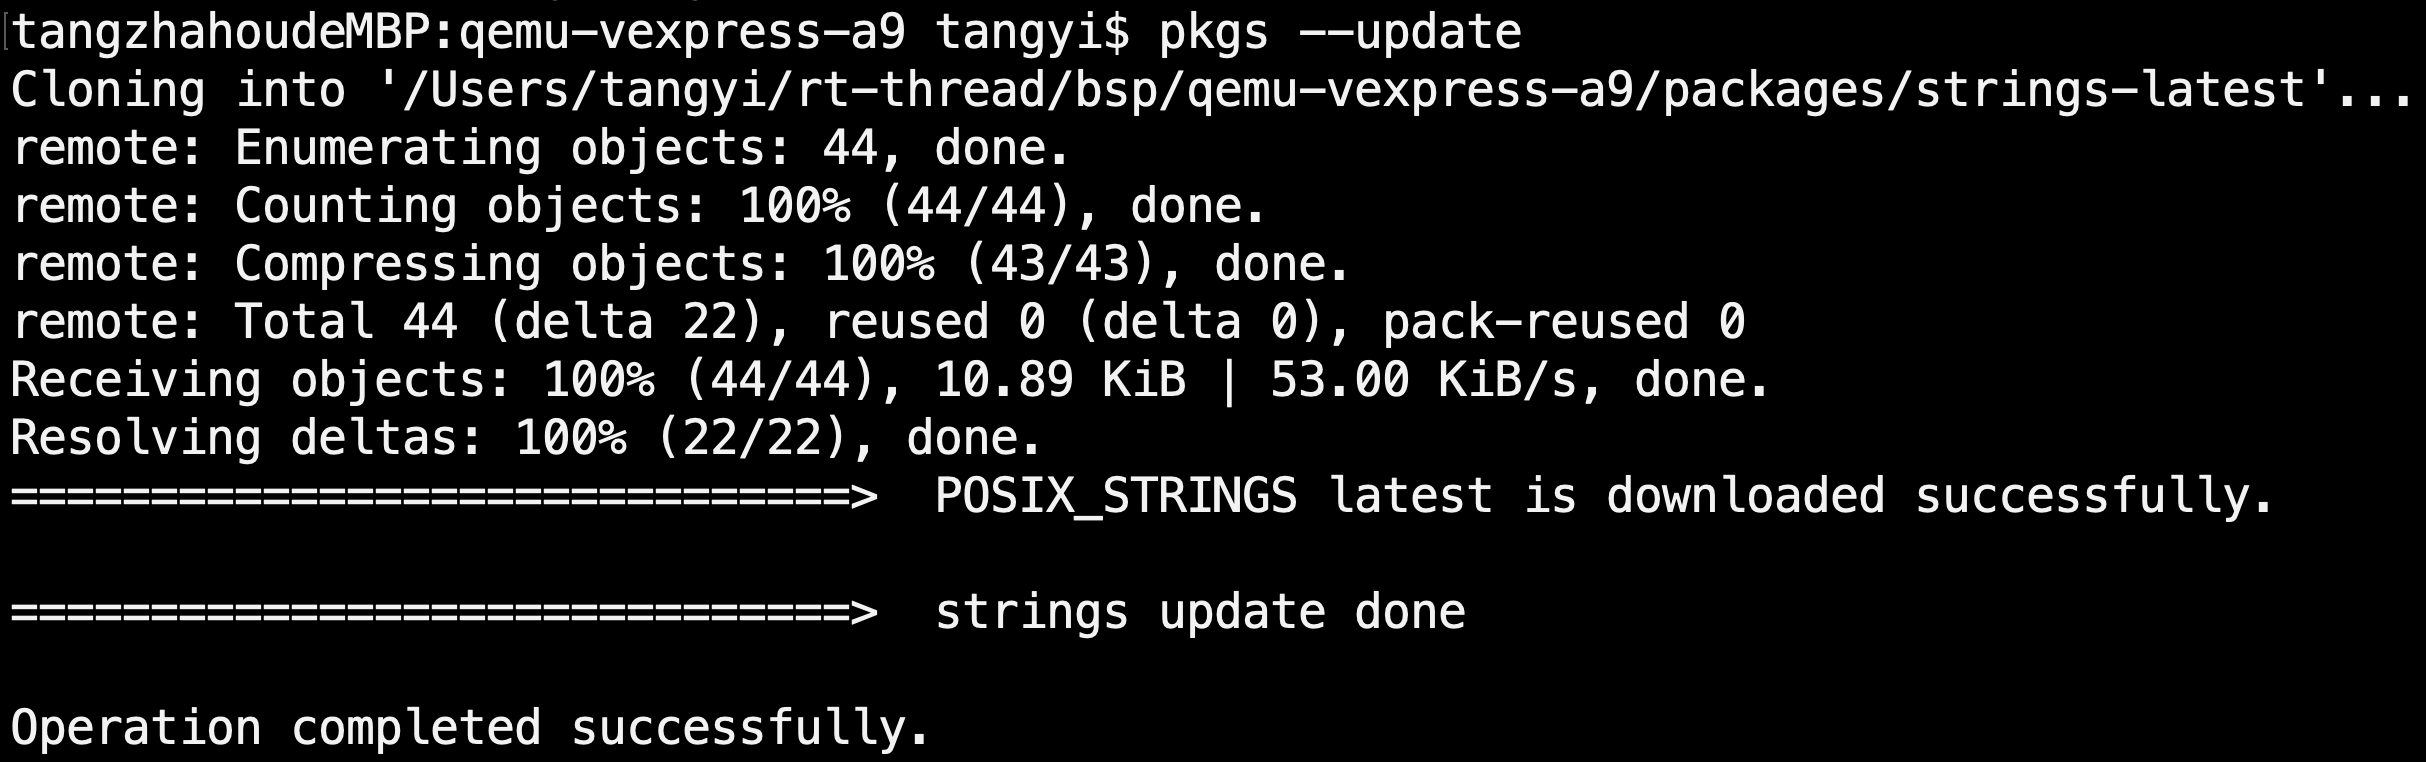 tangzhahoudeMBP:qemu-vexpress-a9 tangyi$ pkgs --update
Cloning into '/Users/tangyi/rt-thread/bsp/qemu-vexpress-a9/packages/strings-latest'...
remote: Enumerating objects: 44, done.
remote: Counting objects: 100% (44/44), done.
remote: Compressing objects: 100% (43/43), done.
remote: Total 44 (delta 22), reused 0 (delta 0), pack-reused 0
Receiving objects: 100% (44/44), 10.89 KiB | 53.00 KiB/s, done.
Resolving deltas: 100% (22/22), done.
==============================>  POSIX_STRINGS latest is downloaded successfully.
==============================>  strings update done
Operation completed successfully.